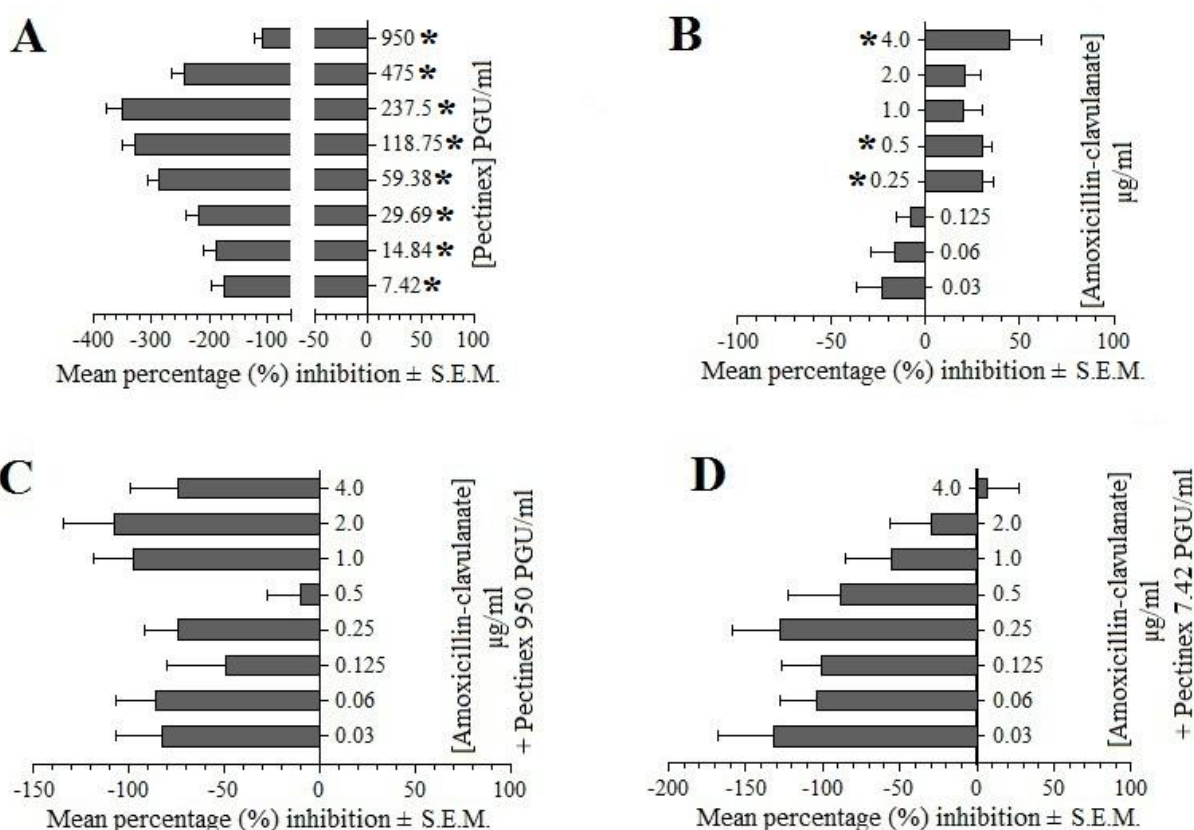 A
950 *
475 *
237.5 *
118.75 *
59.38 *
29.69 *
14.84 *
7.42 *
[Pectinex] PGU/ml
-400 -300 -200 -100 -50 0 50 100
Mean percentage (%) inhibition ± S.E.M.
B
* 4.0
2.0
1.0
* 0.5
* 0.25
0.125
0.06
0.03
[Amoxicillin-clavulanate]
µg/ml
-100 -50 0 50 100
Mean percentage (%) inhibition ± S.E.M.
C
4.0
2.0
1.0
0.5
0.25
0.125
0.06
0.03
[Amoxicillin-clavulanate]
µg/ml
+ Pectinex 950 PGU/ml
-150 -100 -50 0 50 100
Mean percentage (%) inhibition ± S.E.M.
D
4.0
2.0
1.0
0.5
0.25
0.125
0.06
0.03
[Amoxicillin-clavulanate]
µg/ml
+ Pectinex 7.42 PGU/ml
-200 -150 -100 -50 0 50 100
Mean percentage (%) inhibition ± S.E.M.